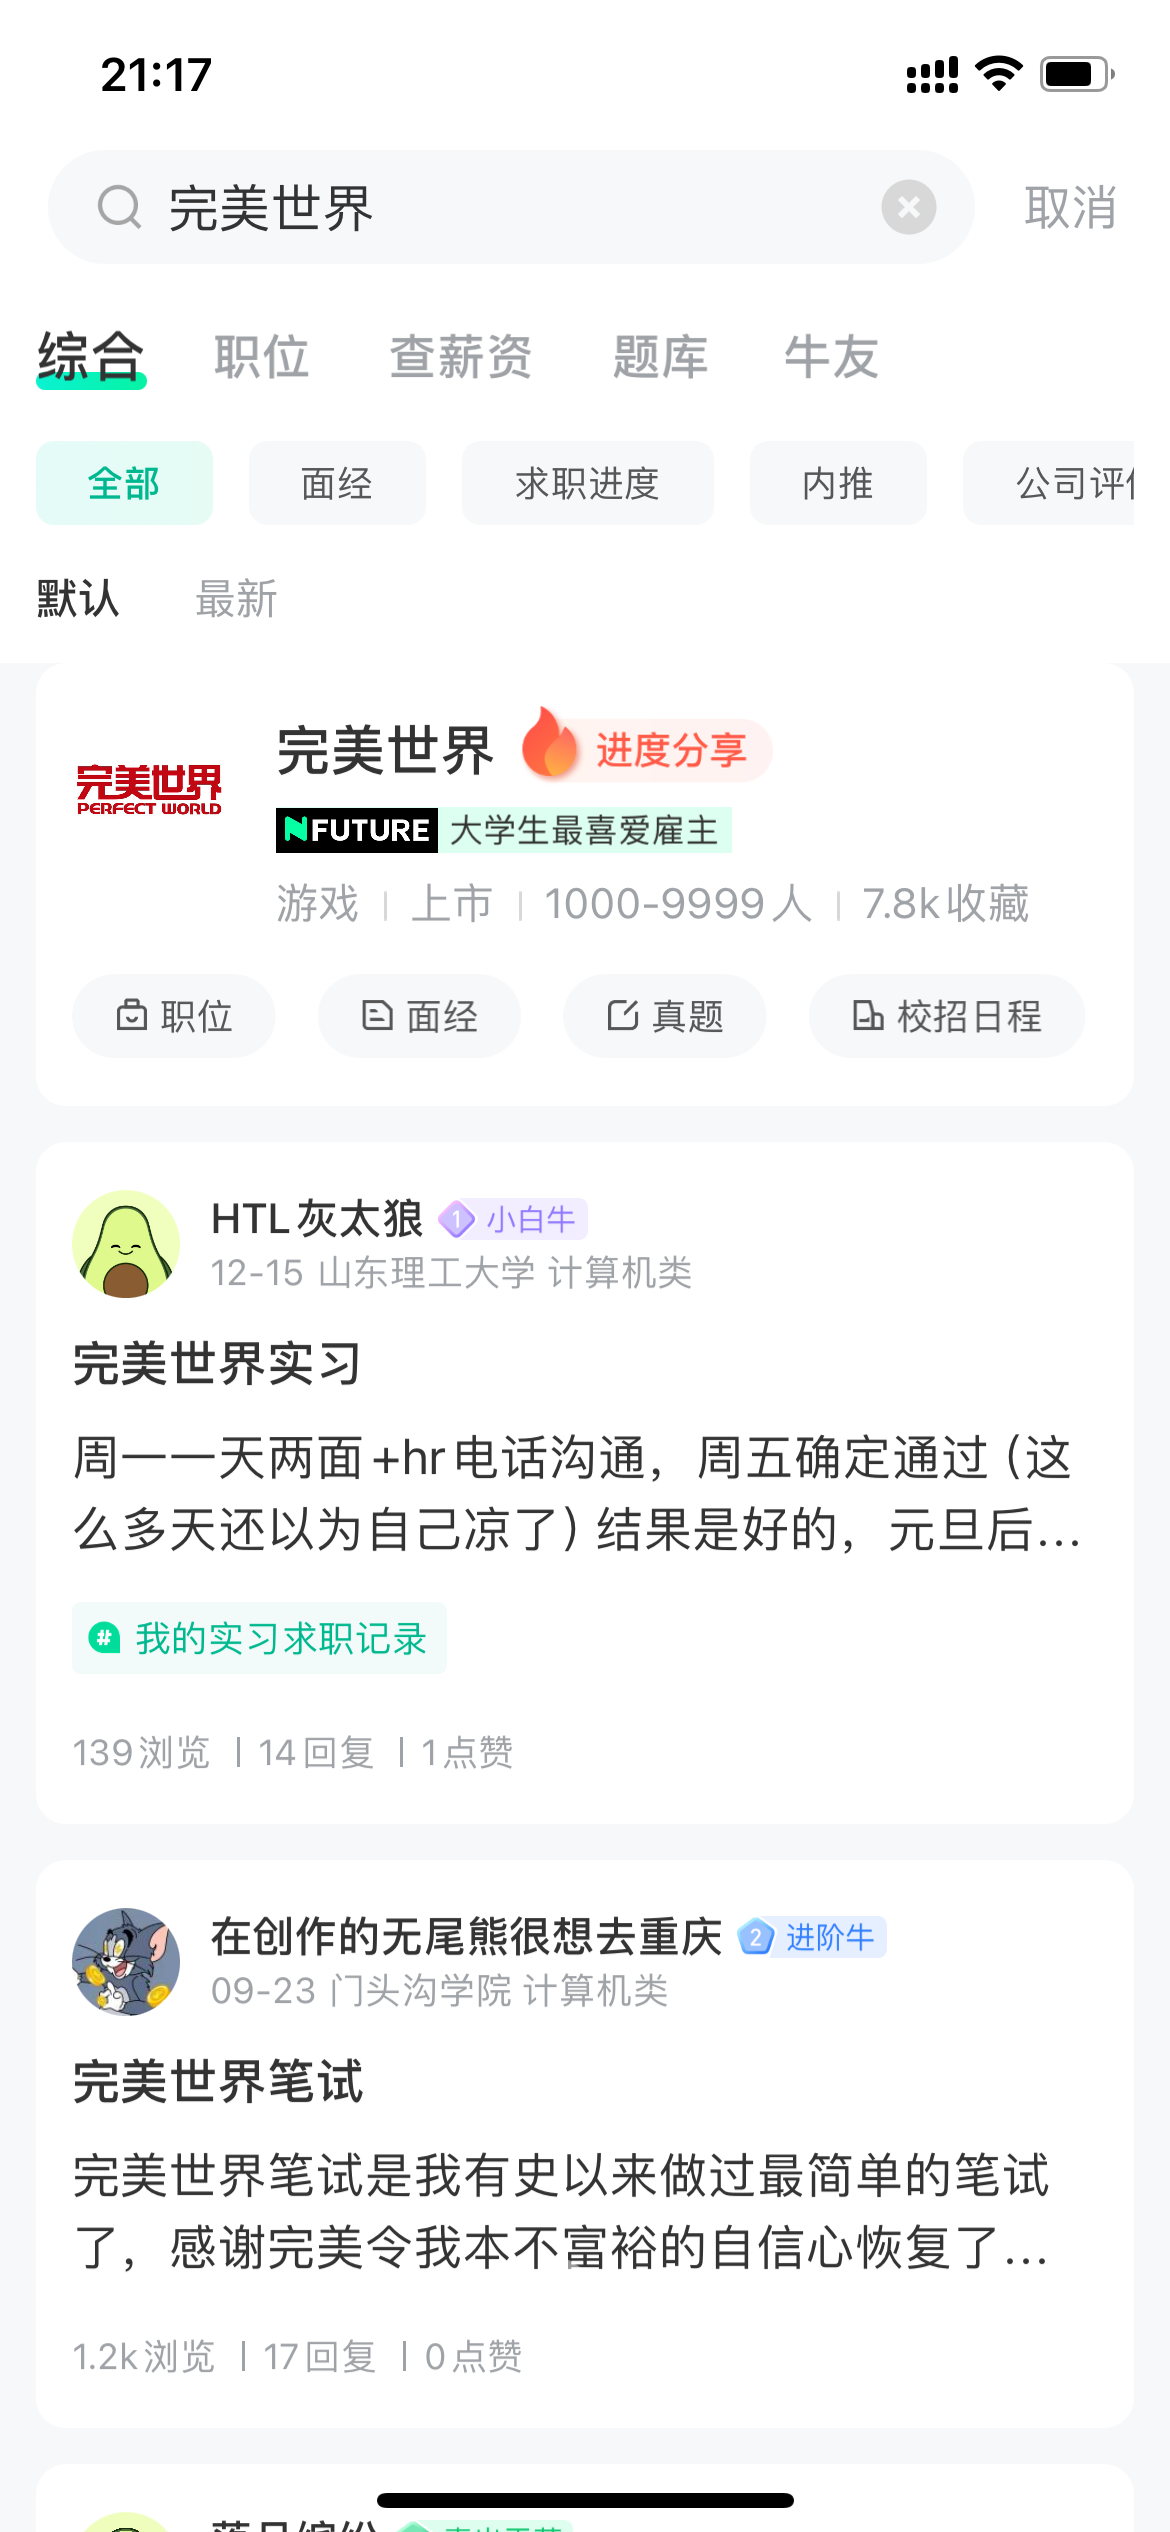 21:17
完美世界
取消
综合 职位 查薪资 题库 牛友
全部 面经 求职进度 内推 公司评
默认 最新
完美世界
PERFECT WORLD
完美世界 进度分享
NFUTURE 大学生最喜爱雇主
游戏 | 上市 | 1000-9999人 | 7.8k收藏
职位 面经 真题 校招日程
HTL灰太狼 1 小白牛
12-15 山东理工大学 计算机类
完美世界实习
周一一天两面+hr电话沟通，周五确定通过（这
么多天还以为自己凉了）结果是好的，元旦后...
# 我的实习求职记录
139浏览 | 14回复 | 1点赞
在创作的无尾熊很想去重庆 2 进阶牛
09-23 门头沟学院 计算机类
完美世界笔试
完美世界笔试是我有史以来做过最简单的笔试
了，感谢完美令我本不富裕的自信心恢复了...
1.2k浏览 | 17回复 | 0点赞